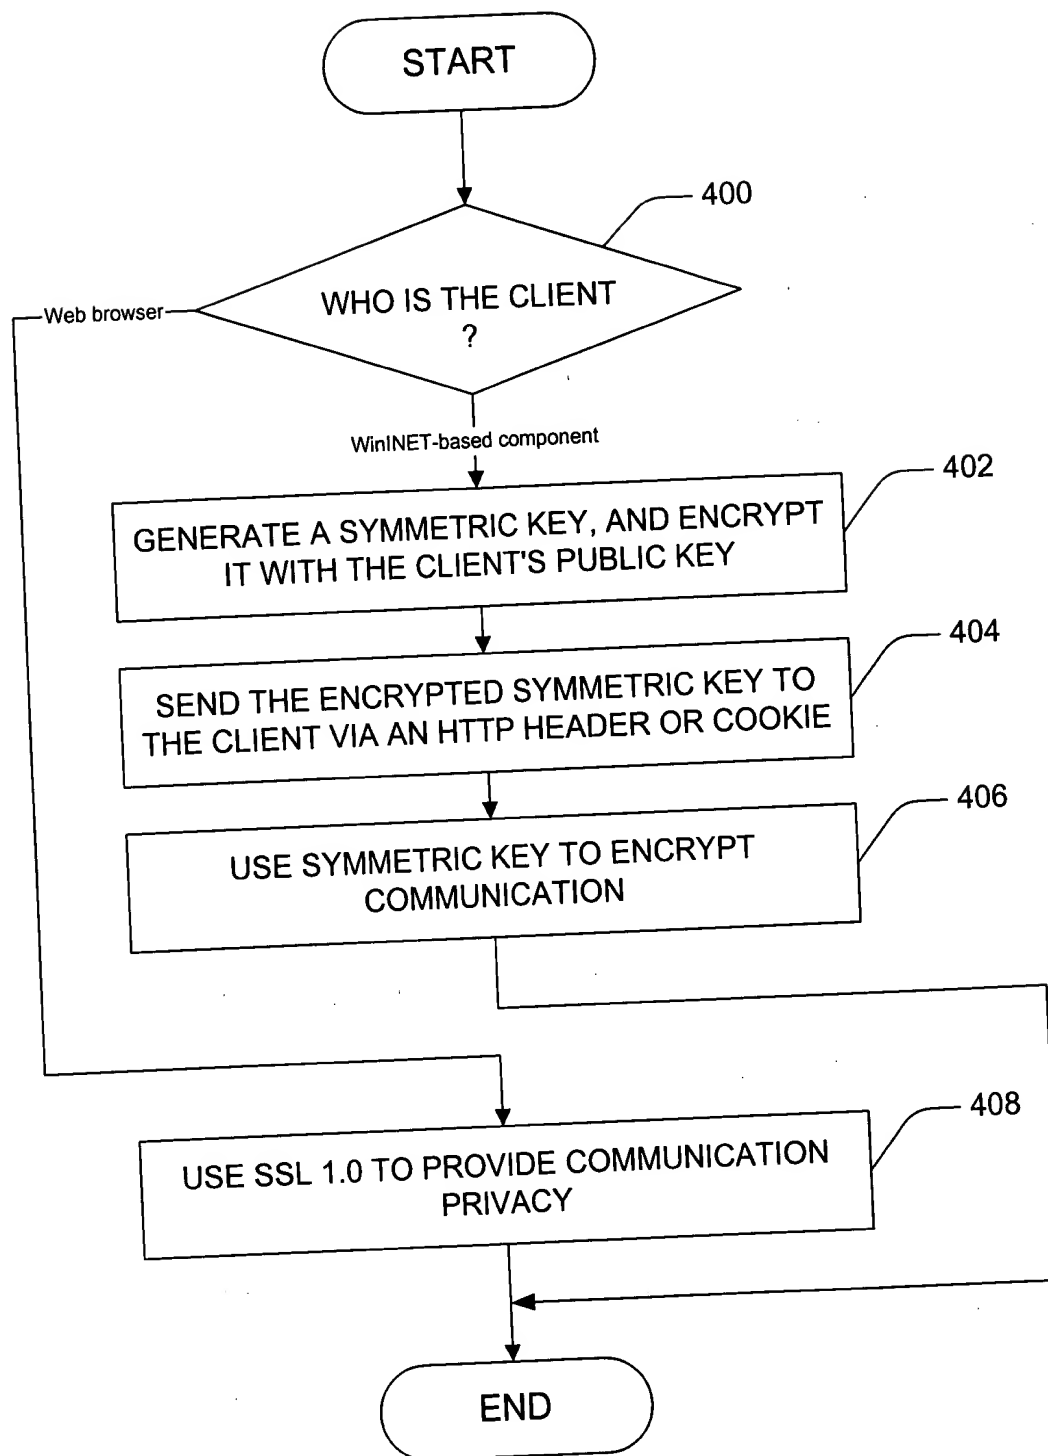 START
400
WHO IS THE CLIENT
?
Web browser
WinINET-based component
402
GENERATE A SYMMETRIC KEY, AND ENCRYPT
IT WITH THE CLIENT'S PUBLIC KEY
404
SEND THE ENCRYPTED SYMMETRIC KEY TO
THE CLIENT VIA AN HTTP HEADER OR COOKIE
406
USE SYMMETRIC KEY TO ENCRYPT
COMMUNICATION
408
USE SSL 1.0 TO PROVIDE COMMUNICATION
PRIVACY
END